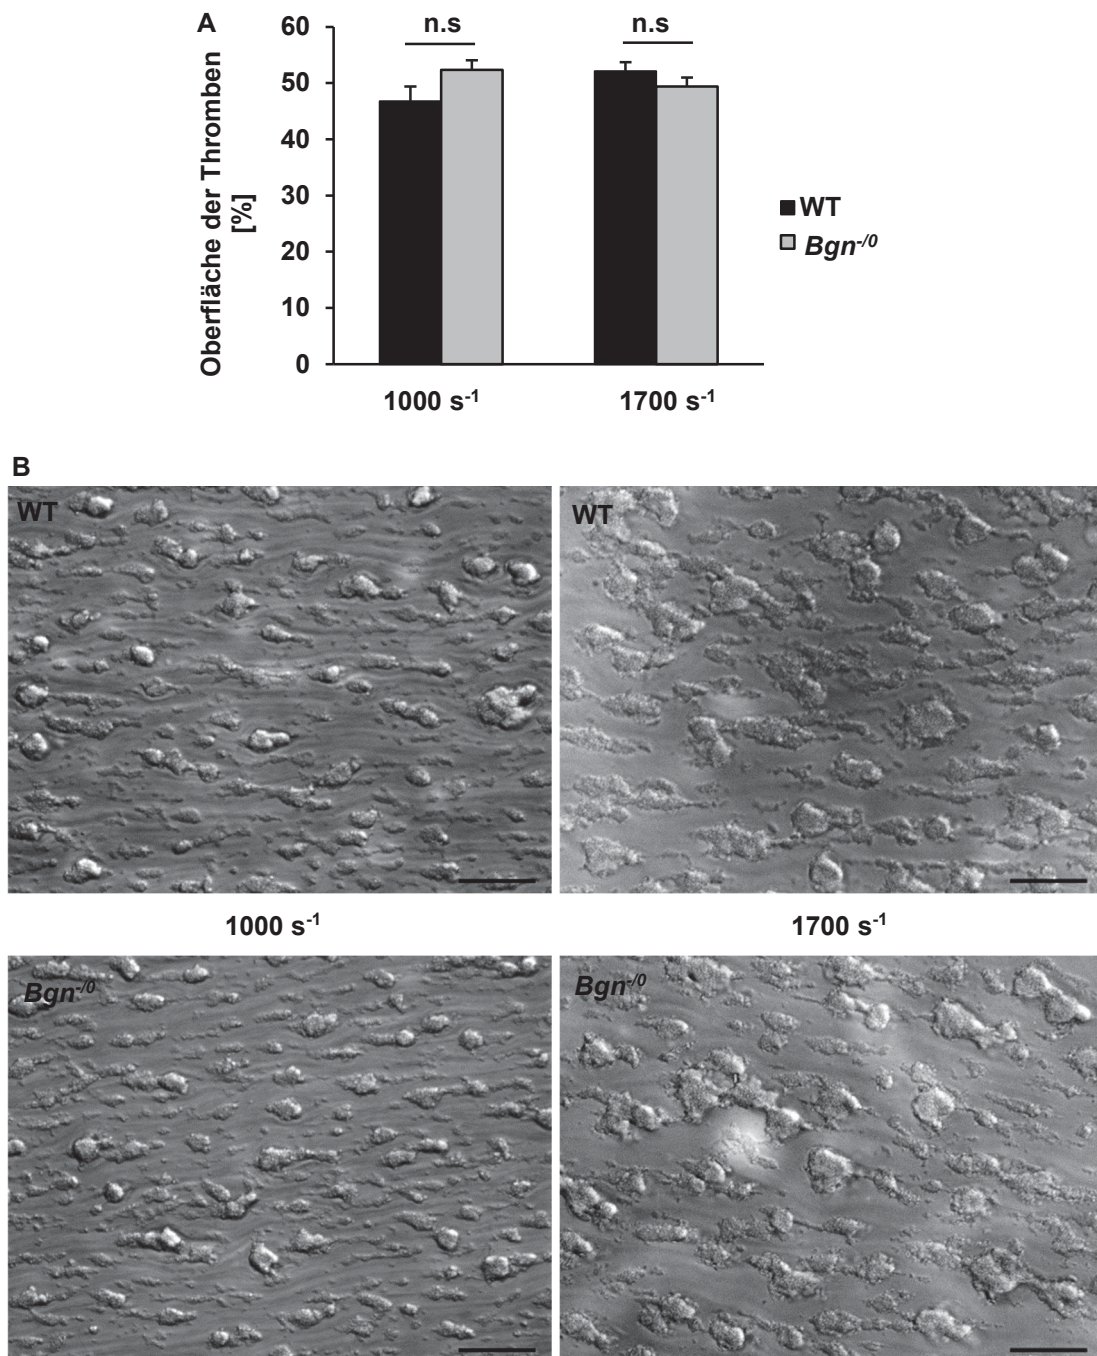 A
60
n.s
n.s
50
40
30
20
10
0
Oberfläche der Thromben
[%]
WT
Bgn-/0
1000 s-1
1700 s-1
B
WT
WT
1000 s-1
1700 s-1
Bgn-/0
Bgn-/0